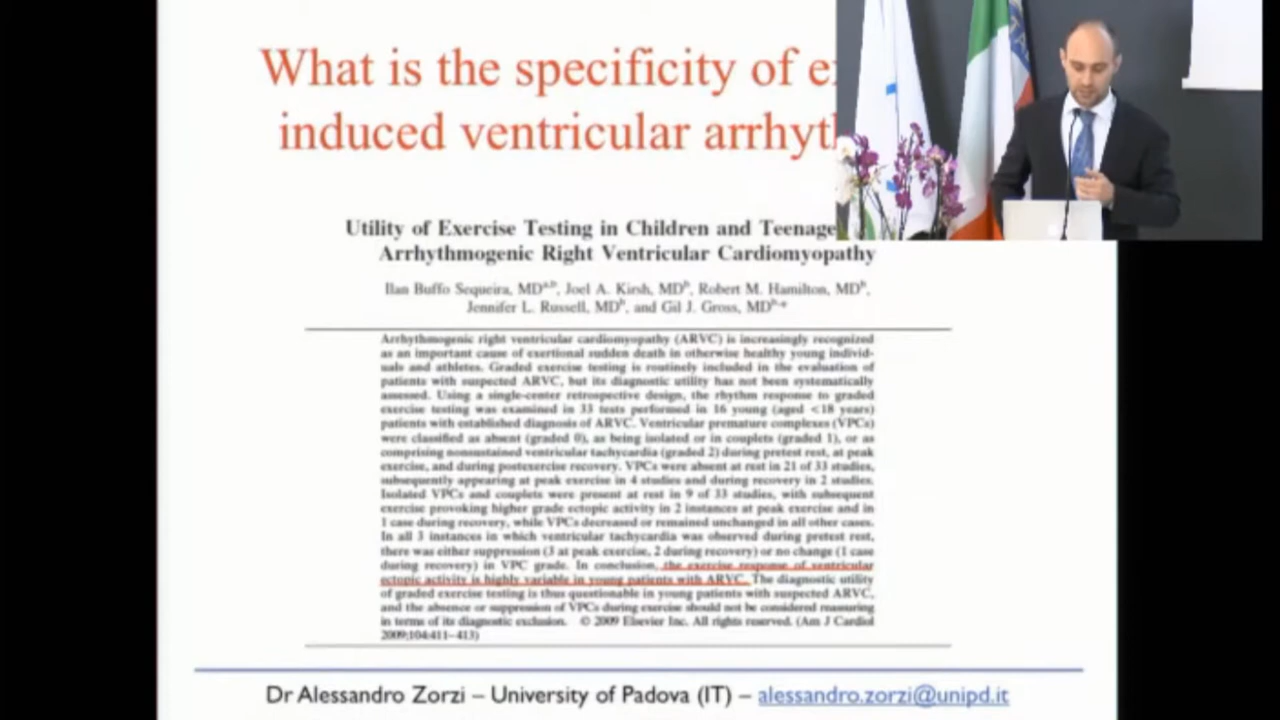 What is the specificity of e
induced ventricular arryth
Utility of Exercise Testing in Children and Teenage
Arrhythmogenic Right Ventricular Cardiomyopathy
Ilan Buffo Sequeira, MDa,b, Joel A. Kirsh, MDb, Robert M. Hamilton, MDb,
Jennifer L. Russell, MDb, and Gil J. Gross, MDb,*
Arrhythmogenic right ventricular cardiomyopathy (ARVC) is increasingly recognized
as an important cause of exertional sudden death in otherwise healthy young individ-
uals and athletes. Graded exercise testing is routinely included in the evaluation of
patients with suspected ARVC, but its diagnostic utility has not been systematically
assessed. Using a single-center retrospective design, the rhythm response to graded
exercise testing was examined in 33 tests performed in 16 young (aged <18 years)
patients with established diagnosis of ARVC. Ventricular premature complexes (VPCs)
were classified as absent (graded 0), as being isolated or in couplets (graded 1), or as
comprising nonsustained ventricular tachycardia (graded 2) during pretest rest, at peak
exercise, and during postexercise recovery. VPCs were absent at rest in 21 of 33 studies,
subsequently appearing at peak exercise in 4 studies and during recovery in 2 studies.
Isolated VPCs and couplets were present at rest in 9 of 33 studies, with subsequent
exercise provoking higher grade ectopic activity in 2 instances at peak exercise and in
1 case during recovery, while VPCs decreased or remained unchanged in all other cases.
In all 3 instances in which ventricular tachycardia was observed during pretest rest,
there was either suppression (3 at peak exercise, 2 during recovery) or no change (1 case
during recovery) in VPC grade. In conclusion, the exercise response of ventricular
ectopic activity is highly variable in young patients with ARVC. The diagnostic utility
of graded exercise testing is thus questionable in young patients with suspected ARVC,
and the absence or suppression of VPCs during exercise should not be considered reassuring
in terms of its diagnostic exclusion. © 2009 Elsevier Inc. All rights reserved. (Am J Cardiol
2009;104:411–413)
Dr Alessandro Zorzi – University of Padova (IT) – alessandro.zorzi@unipd.it